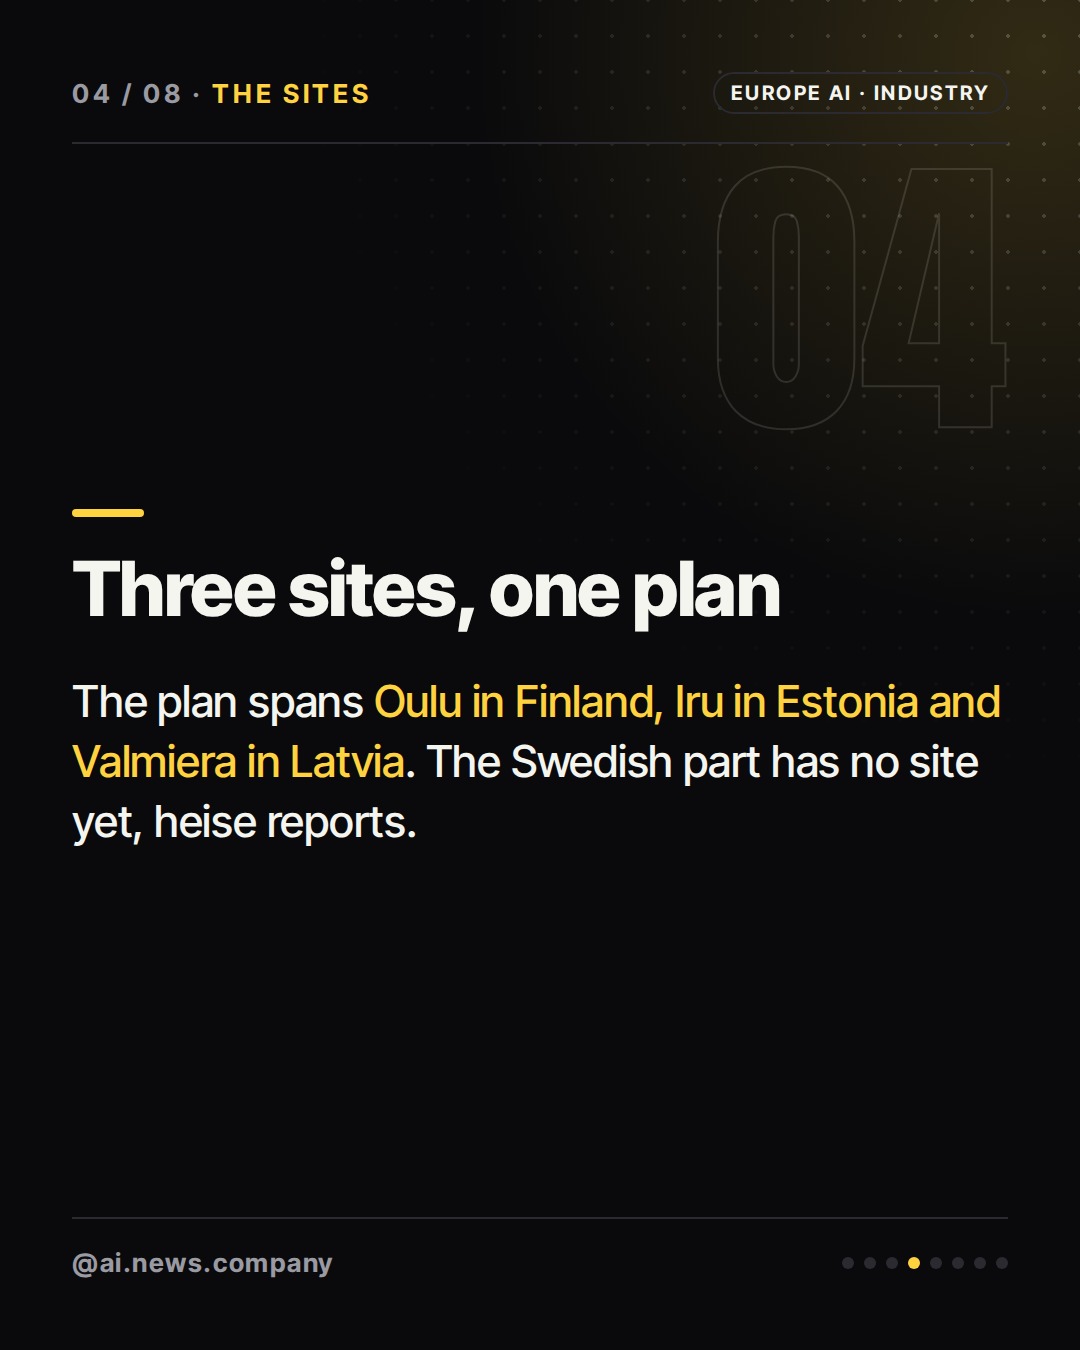 04 / 08 · THE SITES
EUROPE AI · INDUSTRY
04
Three sites, one plan
The plan spans Oulu in Finland, Iru in Estonia and
Valmiera in Latvia. The Swedish part has no site
yet, heise reports.
@ai.news.company